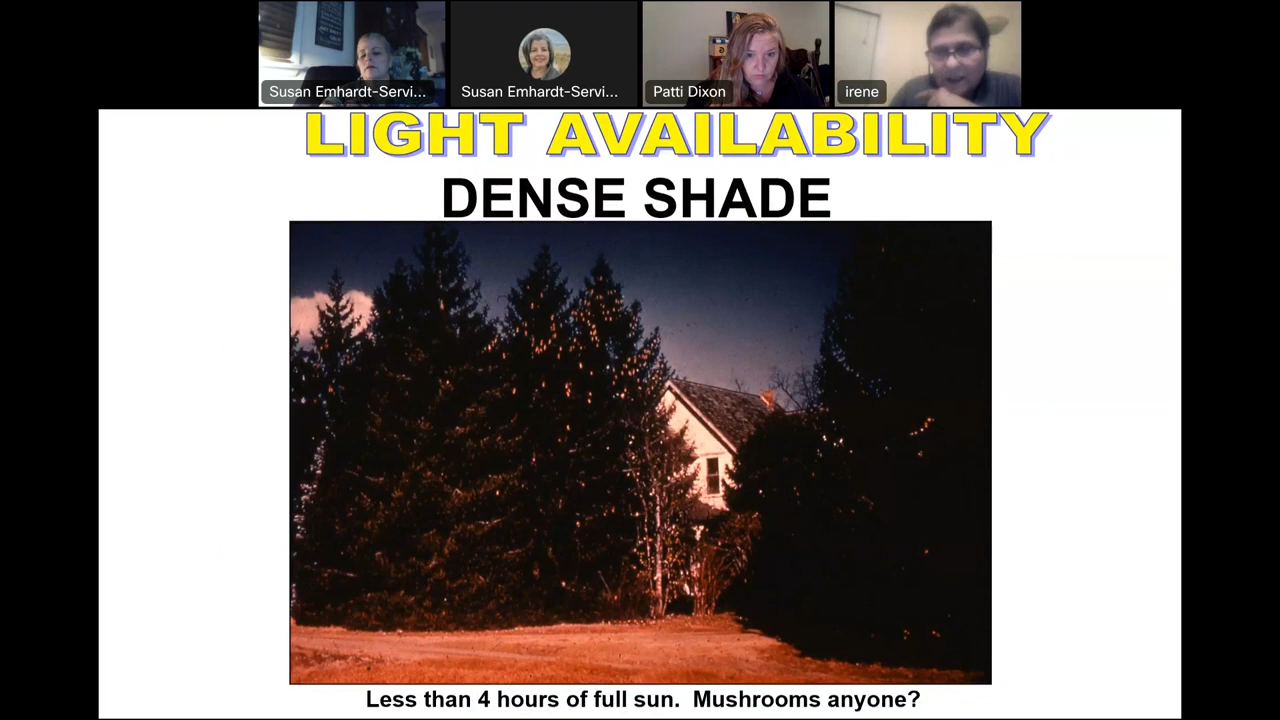 Susan Emhardt-Servi...
Susan Emhardt-Servi...
Patti Dixon
irene
LIGHT AVAILABILITY
DENSE SHADE
Less than 4 hours of full sun.  Mushrooms anyone?